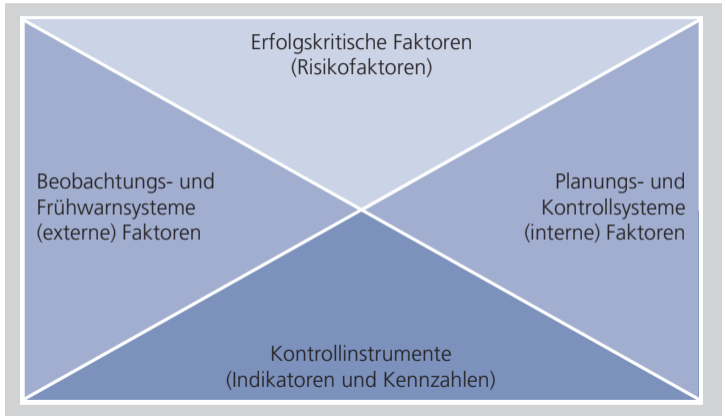 Erfolgskritische Faktoren
(Risikofaktoren)
Beobachtungs- und
Frühwarnsysteme
(externe) Faktoren
Planungs- und
Kontrollsysteme
(interne) Faktoren
Kontrollinstrumente
(Indikatoren und Kennzahlen)